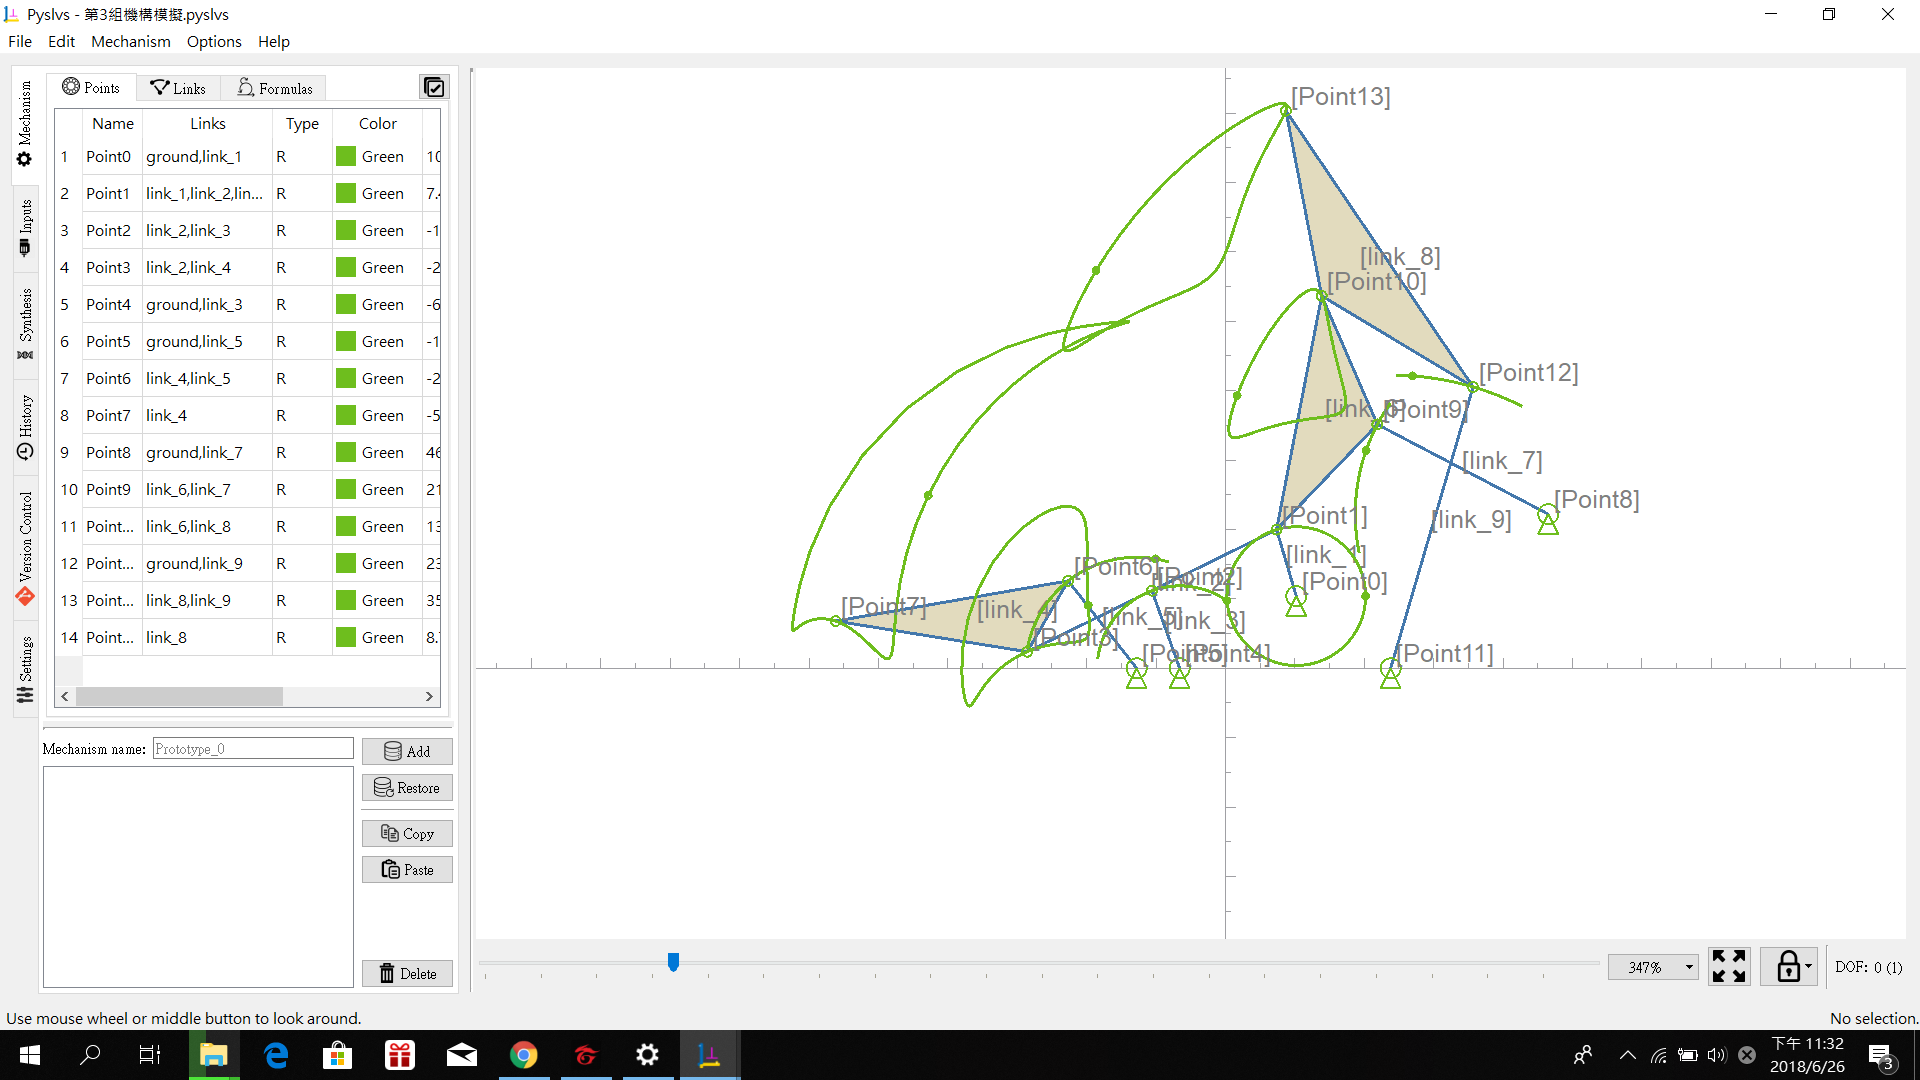 Pyslvs - 第3組機構模擬.pyslvs
File Edit Mechanism Options Help
Mechanism
Inputs
Synthesis
History
Version Control
Settings
Points Links Formulas
Name Links Type Color
1 Point0 ground,link_1 R Green 10
2 Point1 link_1,link_2,lin... R Green 7.4
3 Point2 link_2,link_3 R Green -1
4 Point3 link_2,link_4 R Green -2
5 Point4 ground,link_3 R Green -6
6 Point5 ground,link_5 R Green -1
7 Point6 link_4,link_5 R Green -2
8 Point7 link_4 R Green -5
9 Point8 ground,link_7 R Green 46
10 Point9 link_6,link_7 R Green 21
11 Point... link_6,link_8 R Green 13
12 Point... ground,link_9 R Green 23
13 Point... link_8,link_9 R Green 35
14 Point... link_8 R Green 8.
Mechanism name: Prototype_0
Add
Restore
Copy
Paste
Delete
[Point13]
[link_8]
[Point10]
[Point12]
[link_6]
[Point9]
[link_7]
[Point8]
[Point1]
[link_9]
[link_1]
[Point6]
[Point2]
[link_2]
[Point0]
[Point7]
[link_4]
[link_5]
[link_3]
[Point3]
[Point5]
[Point4]
[Point11]
347% DOF: 0 (1)
Use mouse wheel or middle button to look around. No selection.
下午 11:32
2018/6/26
3